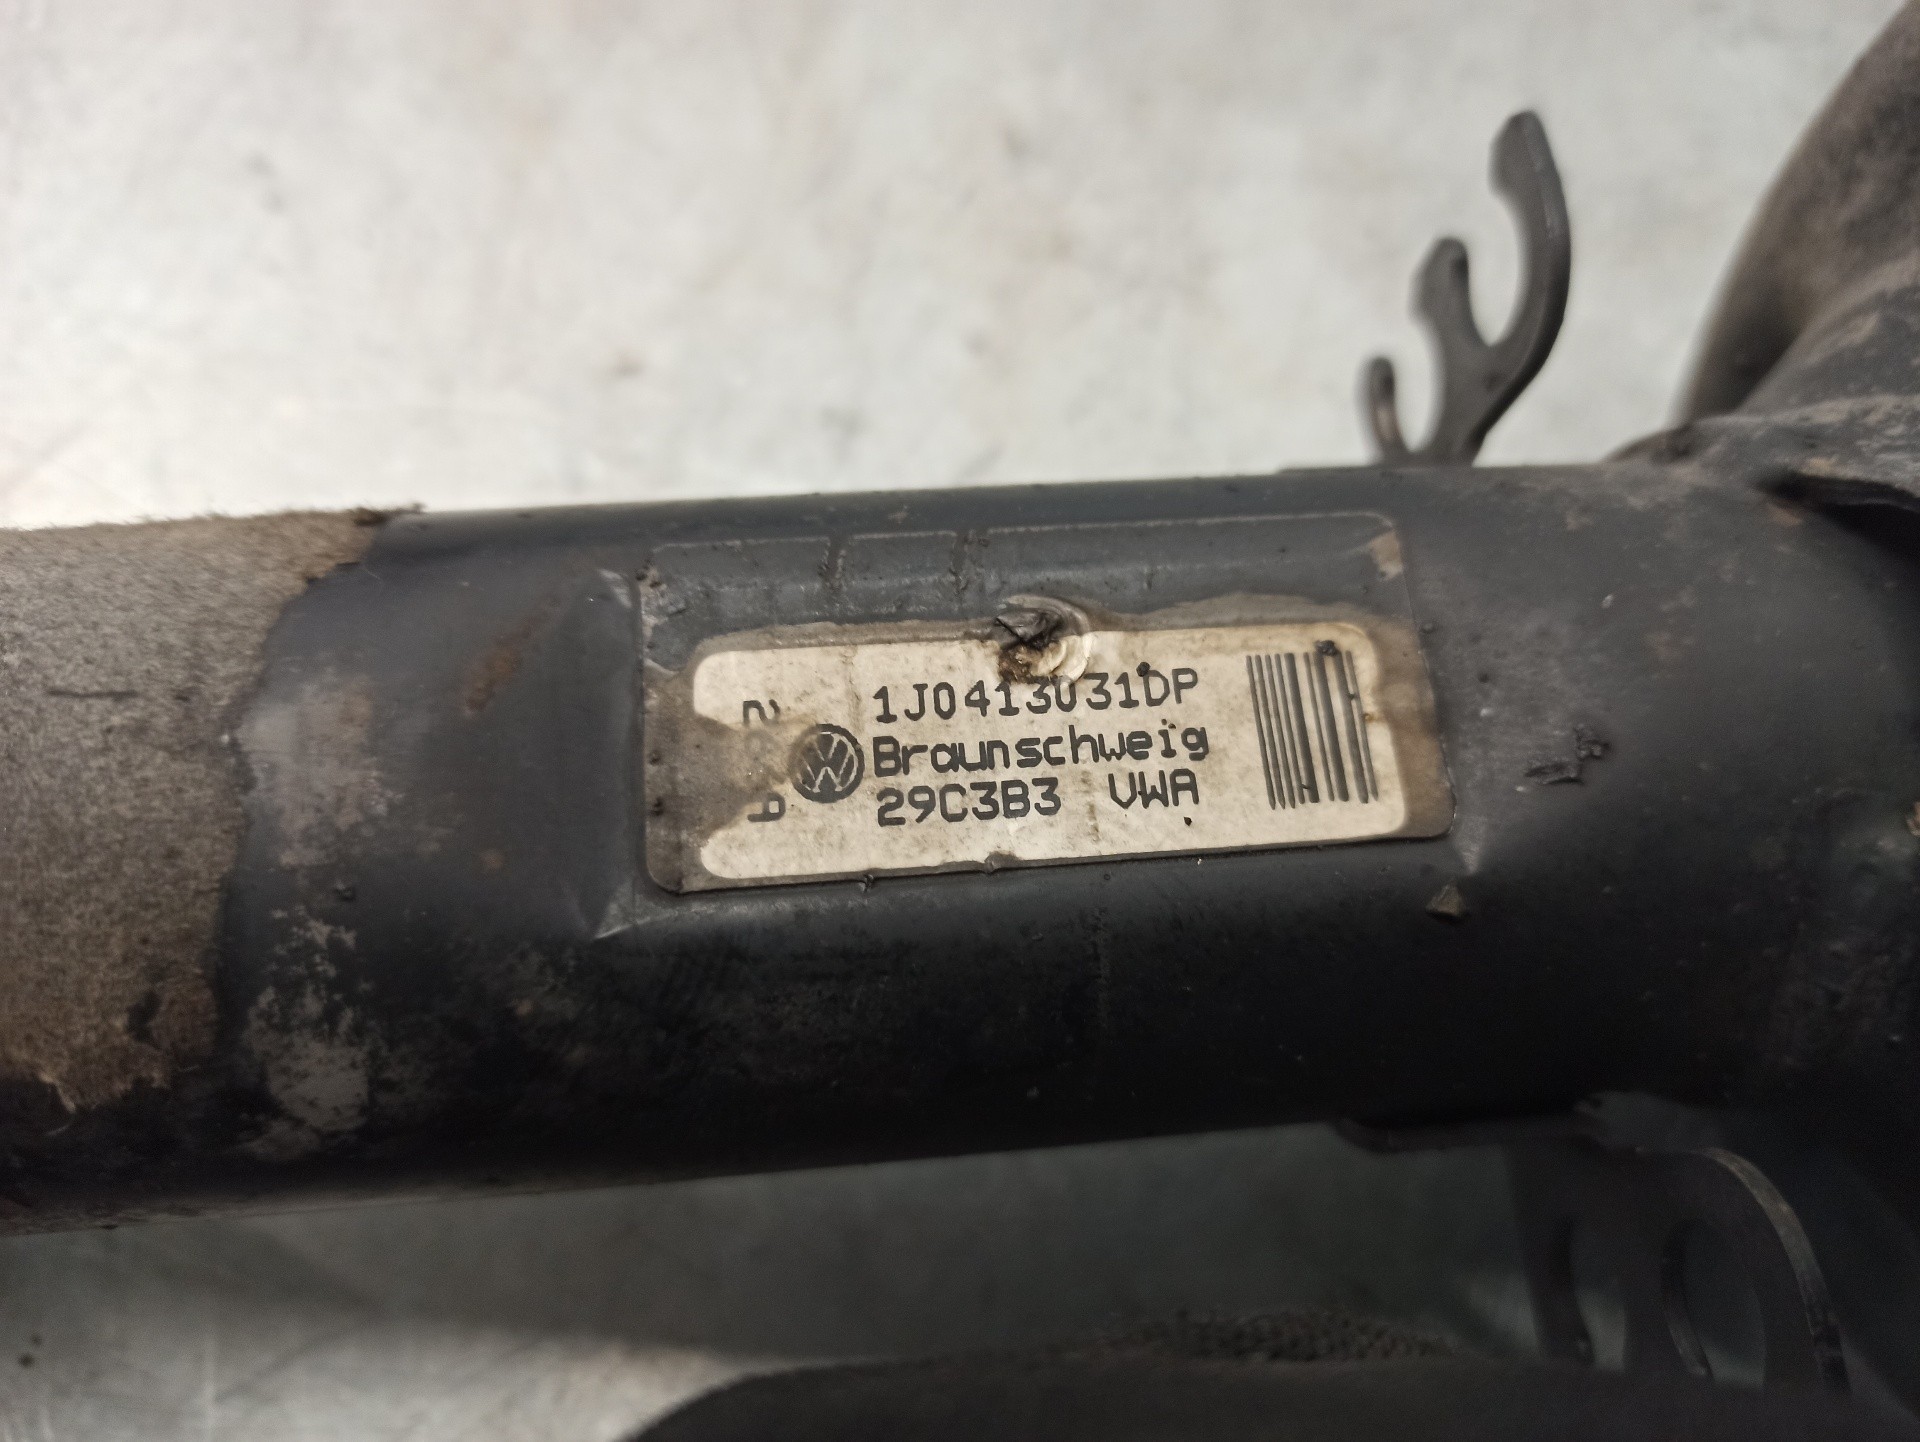 1J0413031DP
Braunschweig
29C3B3 VWA